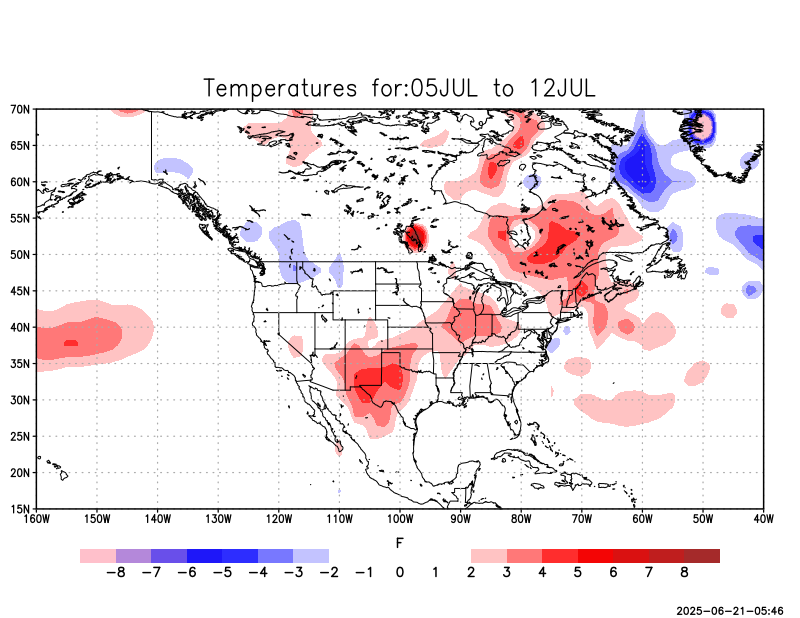 Temperatures for:05JUL to 12JUL
70N
65N
60N
55N
50N
45N
40N
35N
30N
25N
20N
15N
160W 150W 140W 130W 120W 110W 100W 90W 80W 70W 60W 50W 40W
F
−8 −7 −6 −5 −4 −3 −2 −1 0 1 2 3 4 5 6 7 8
2025-06-21-05:46